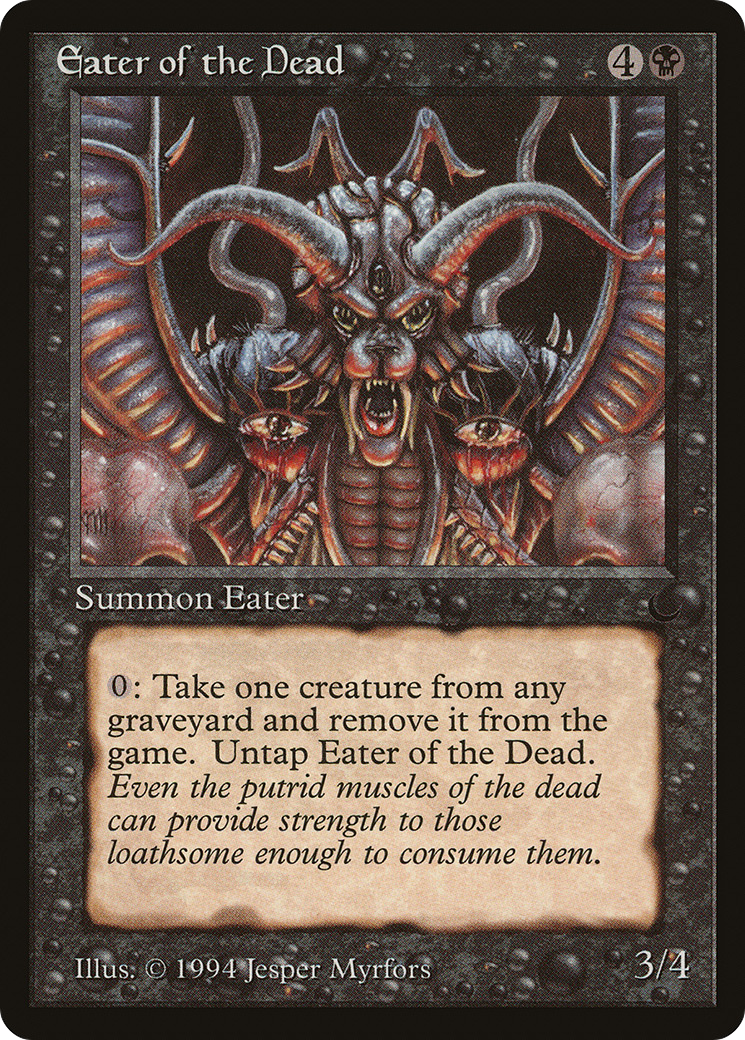 Eater of the Dead 4
Summon Eater
0: Take one creature from any
graveyard and remove it from the
game. Untap Eater of the Dead.
Even the putrid muscles of the dead
can provide strength to those
loathsome enough to consume them.
Illus. © 1994 Jesper Myrfors
3/4